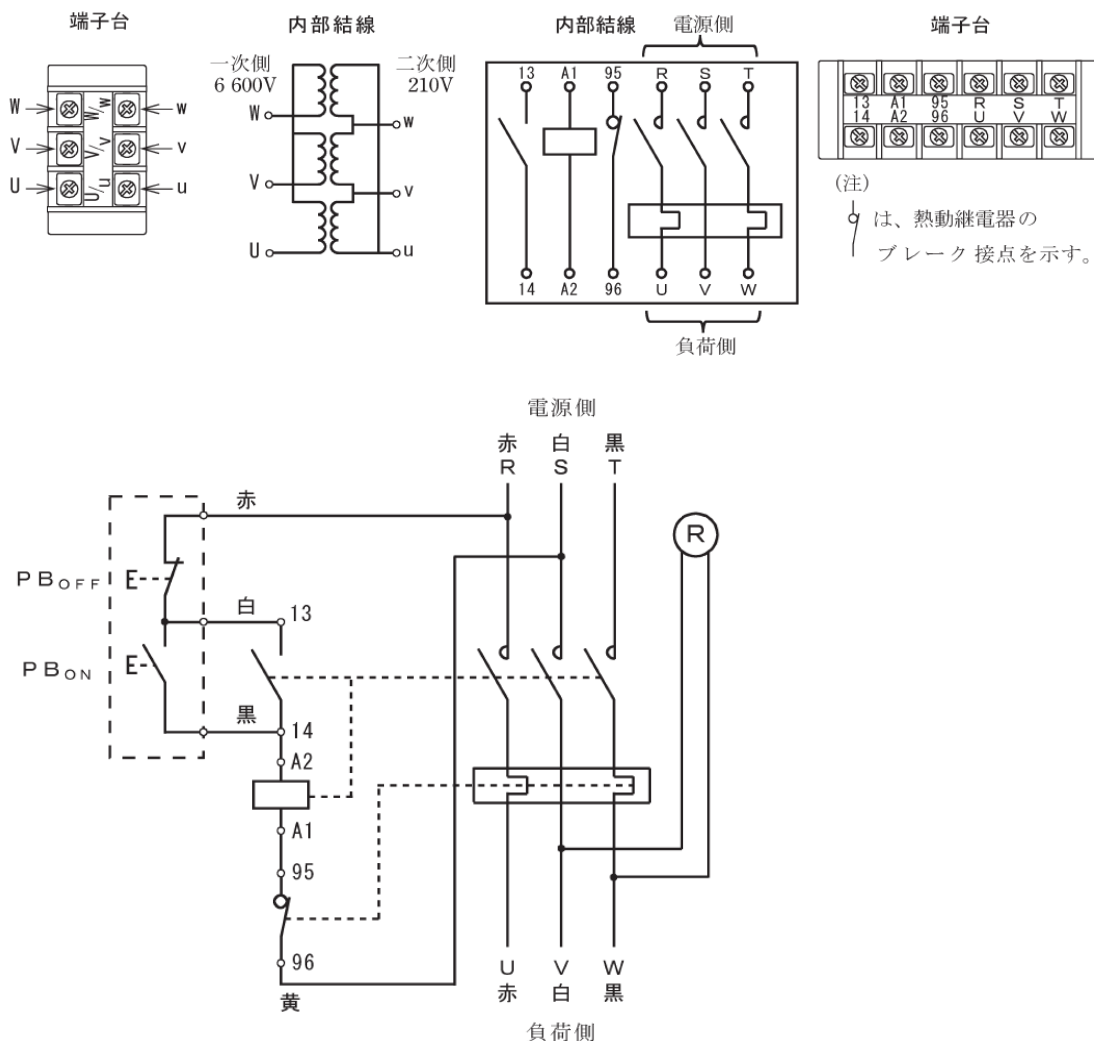 端子台
W W/w w
V V/v v
U U/u u
内部結線
一次側
6 600V
二次側
210V
W w
V v
U u
内部結線
電源側
13 A1 95 R S T
14 A2 96 U V W
負荷側
端子台
13 A1 95 R S T
14 A2 96 U V W
(注)
は、熱動継電器の
ブレーク接点を示す。
電源側
赤 白 黒
R S T
赤
R
PBOFF
E
白 13
PBON
E
黒 14
A2
A1
95
96
黄
U V W
赤 白 黒
負荷側